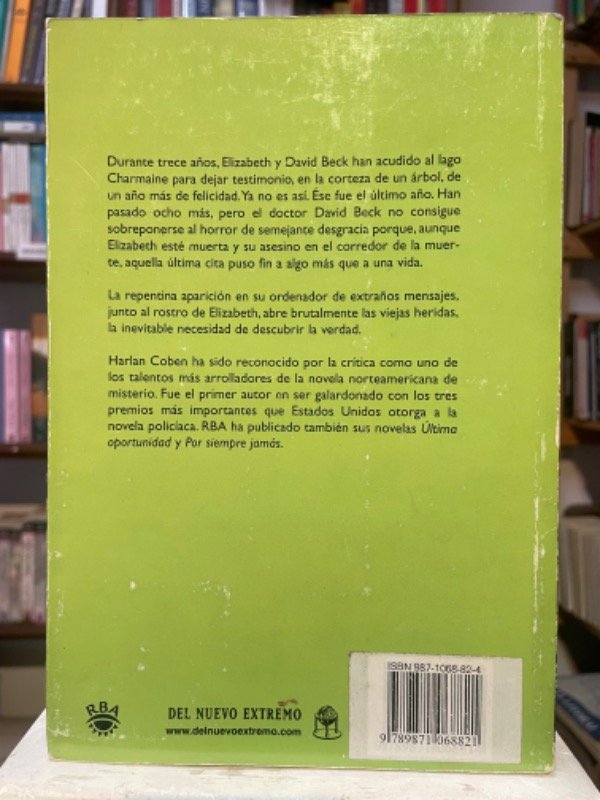 Durante trece años, Elizabeth y David Beck han acudido al lago
Charmaine para dejar testimonio, en la corteza de un árbol, de
un año más de felicidad. Ya no es así. Ése fue el último año. Han
pasado ocho más, pero el doctor David Beck no consigue
sobreponerse al horror de semejante desgracia porque, aunque
Elizabeth esté muerta y su asesino en el corredor de la muer-
te, aquella última cita puso fin a algo más que a una vida.
La repentina aparición en su ordenador de extraños mensajes,
junto al rostro de Elizabeth, abre brutalmente las viejas heridas,
la inevitable necesidad de descubrir la verdad.
Harlan Coben ha sido reconocido por la crítica como uno de
los talentos más arrolladores de la novela norteamericana de
misterio. Fue el primer autor en ser galardonado con los tres
premios más importantes que Estados Unidos otorga a la
novela policíaca. RBA ha publicado también sus novelas Última
oportunidad y Por siempre jamás.
ISBN 987-1068-82-4
9 789871 068821
RBA
DEL NUEVO EXTREMO
www.delnuevoextremo.com